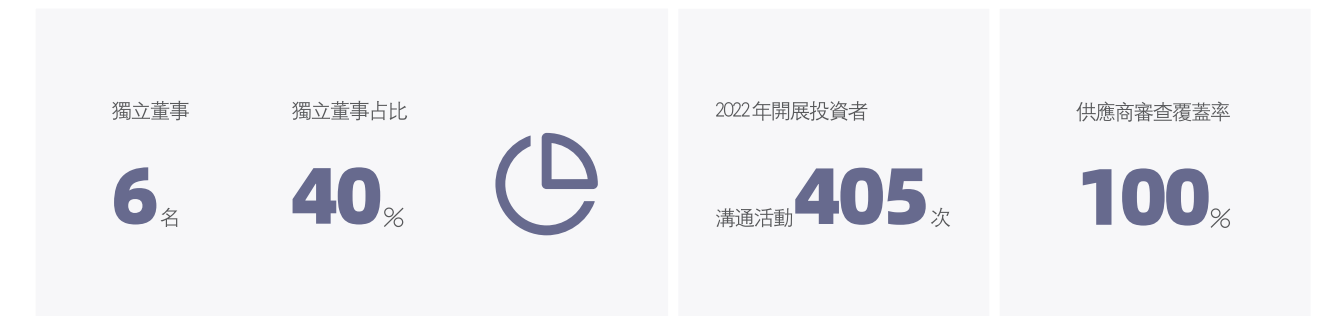 獨立董事
6名
獨立董事占比
40%
2022年開展投資者
溝通活動405次
供應商審查覆蓋率
100%